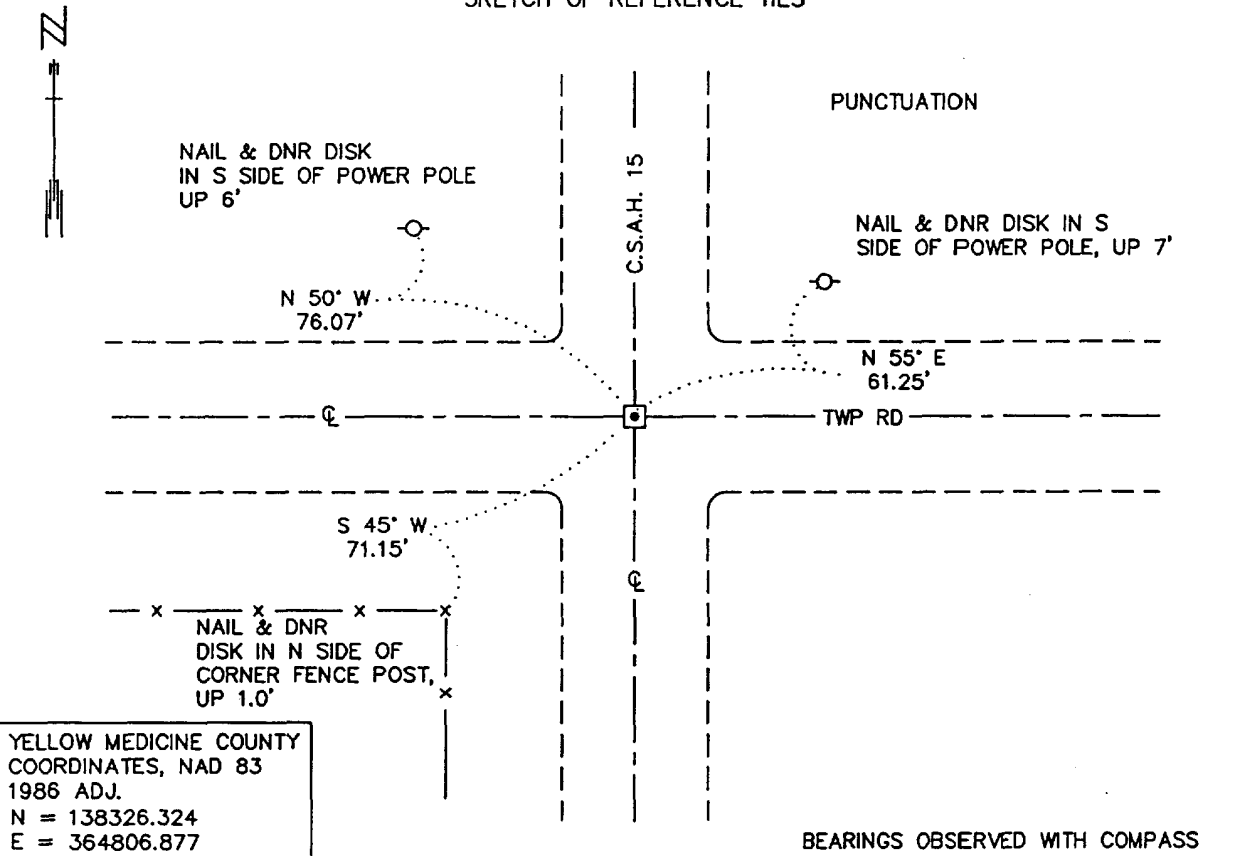 SKETCH OF REFERENCE TIES
N
PUNCTUATION
NAIL & DNR DISK
IN S SIDE OF POWER POLE
UP 6'
C.S.A.H. 15
NAIL & DNR DISK IN S
SIDE OF POWER POLE, UP 7'
N 50° W
76.07'
N 55° E
61.25'
℄
TWP RD
S 45° W
71.15'
℄
NAIL & DNR
DISK IN N SIDE OF
CORNER FENCE POST,
UP 1.0'
YELLOW MEDICINE COUNTY
COORDINATES, NAD 83
1986 ADJ.
N = 138326.324
E = 364806.877
BEARINGS OBSERVED WITH COMPASS